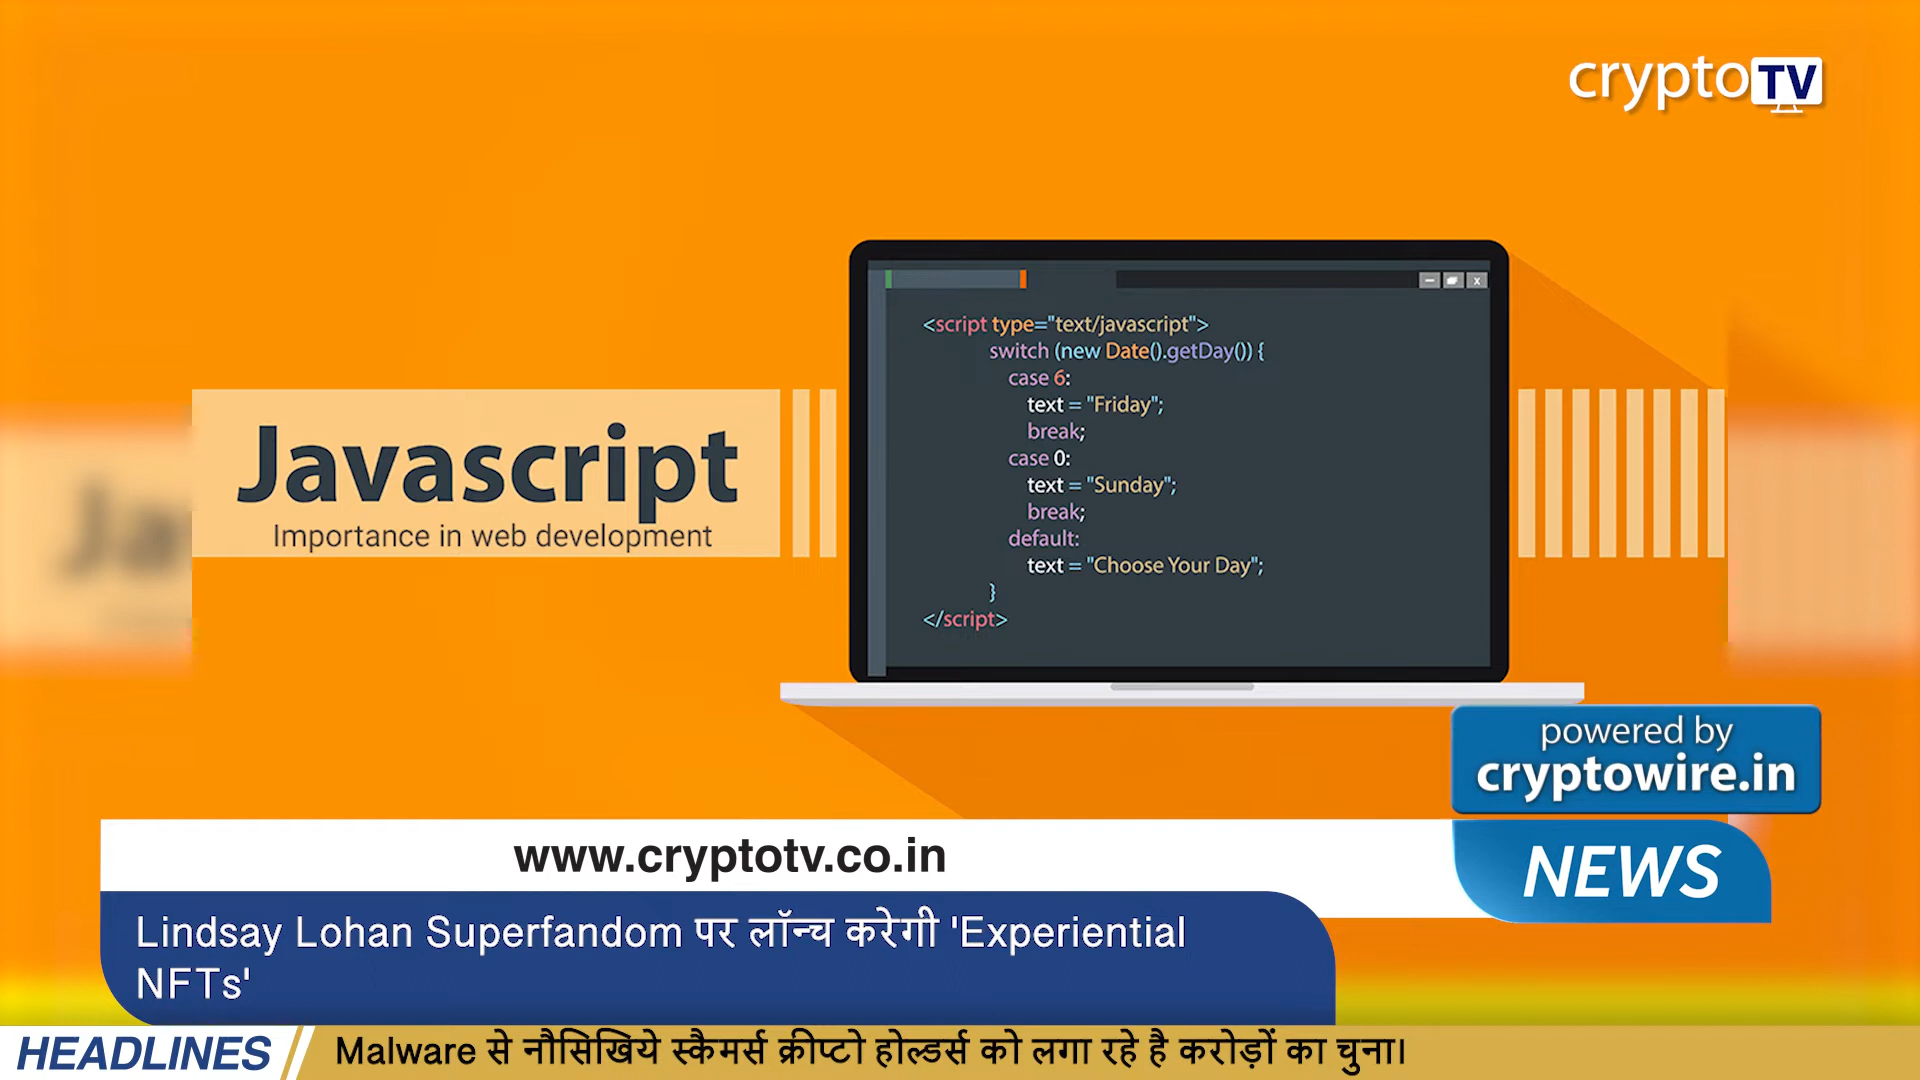 cryptoTV
<script type="text/javascript">
switch (new Date().getDay()) {
case 6:
text = "Friday";
break;
case 0:
text = "Sunday";
break;
default:
text = "Choose Your Day";
}
</script>
Javascript
Importance in web development
powered by
cryptowire.in
www.cryptotv.co.in
NEWS
Lindsay Lohan Superfandom पर लॉन्च करेगी 'Experiential
NFTs'
HEADLINES
Malware से नौसिखिये स्कैमर्स क्रीप्टो होल्डर्स को लगा रहे है करोड़ों का चुना।